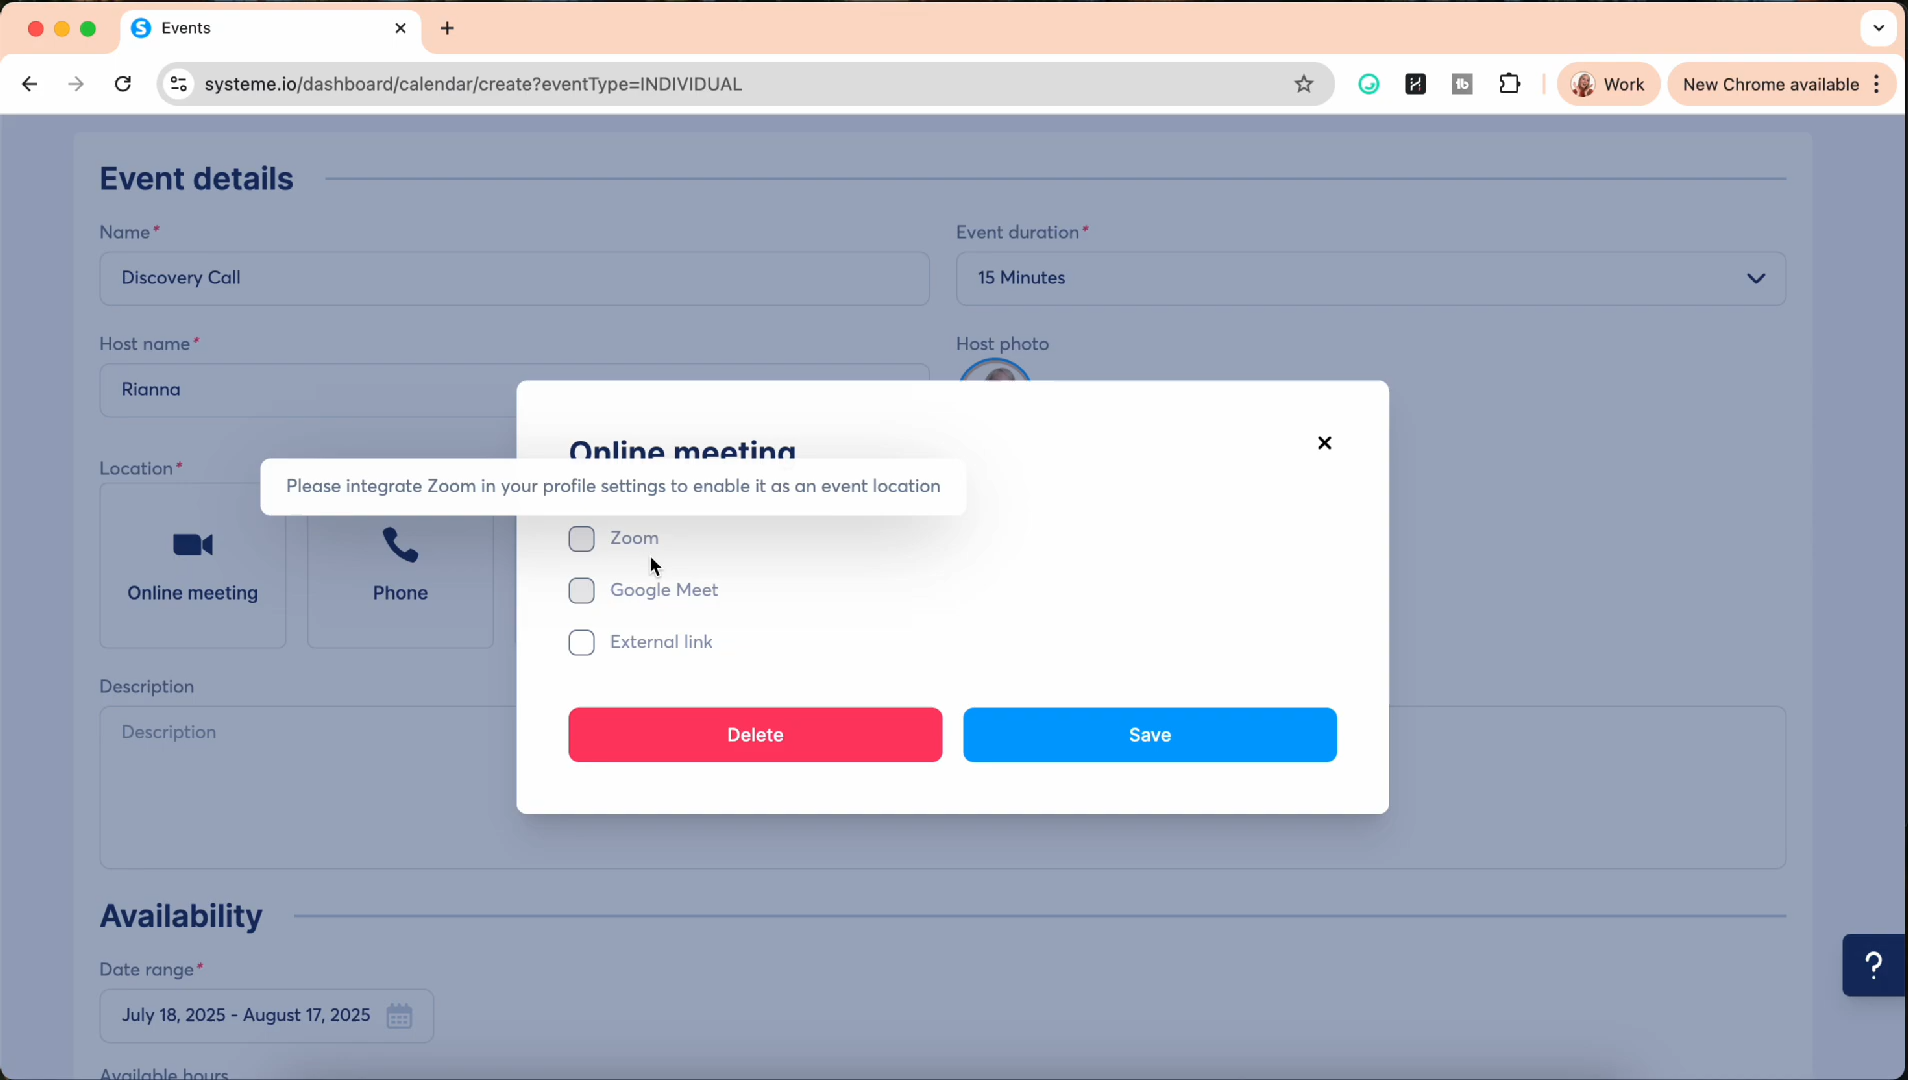 Events
systeme.io/dashboard/calendar/create?eventType=INDIVIDUAL
tb
Work
New Chrome available
Event details
Name*
Event duration*
Discovery Call
15 Minutes
Host name*
Host photo
Rianna
Online meeting
Location*
Please integrate Zoom in your profile settings to enable it as an event location
Zoom
Online meeting
Phone
Google Meet
External link
Description
Description
Delete
Save
Availability
?
Date range*
July 18, 2025 - August 17, 2025
Available hours